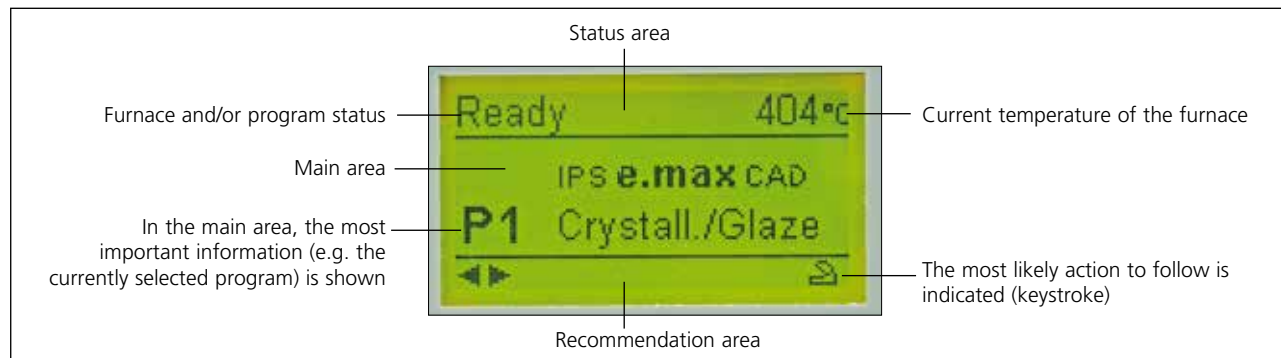 Status area
Furnace and/or program status
Ready 404°C
Current temperature of the furnace
Main area
IPS e.max CAD
In the main area, the most
important information (e.g. the
currently selected program) is shown
P1 Crystall./Glaze
The most likely action to follow is
indicated (keystroke)
Recommendation area